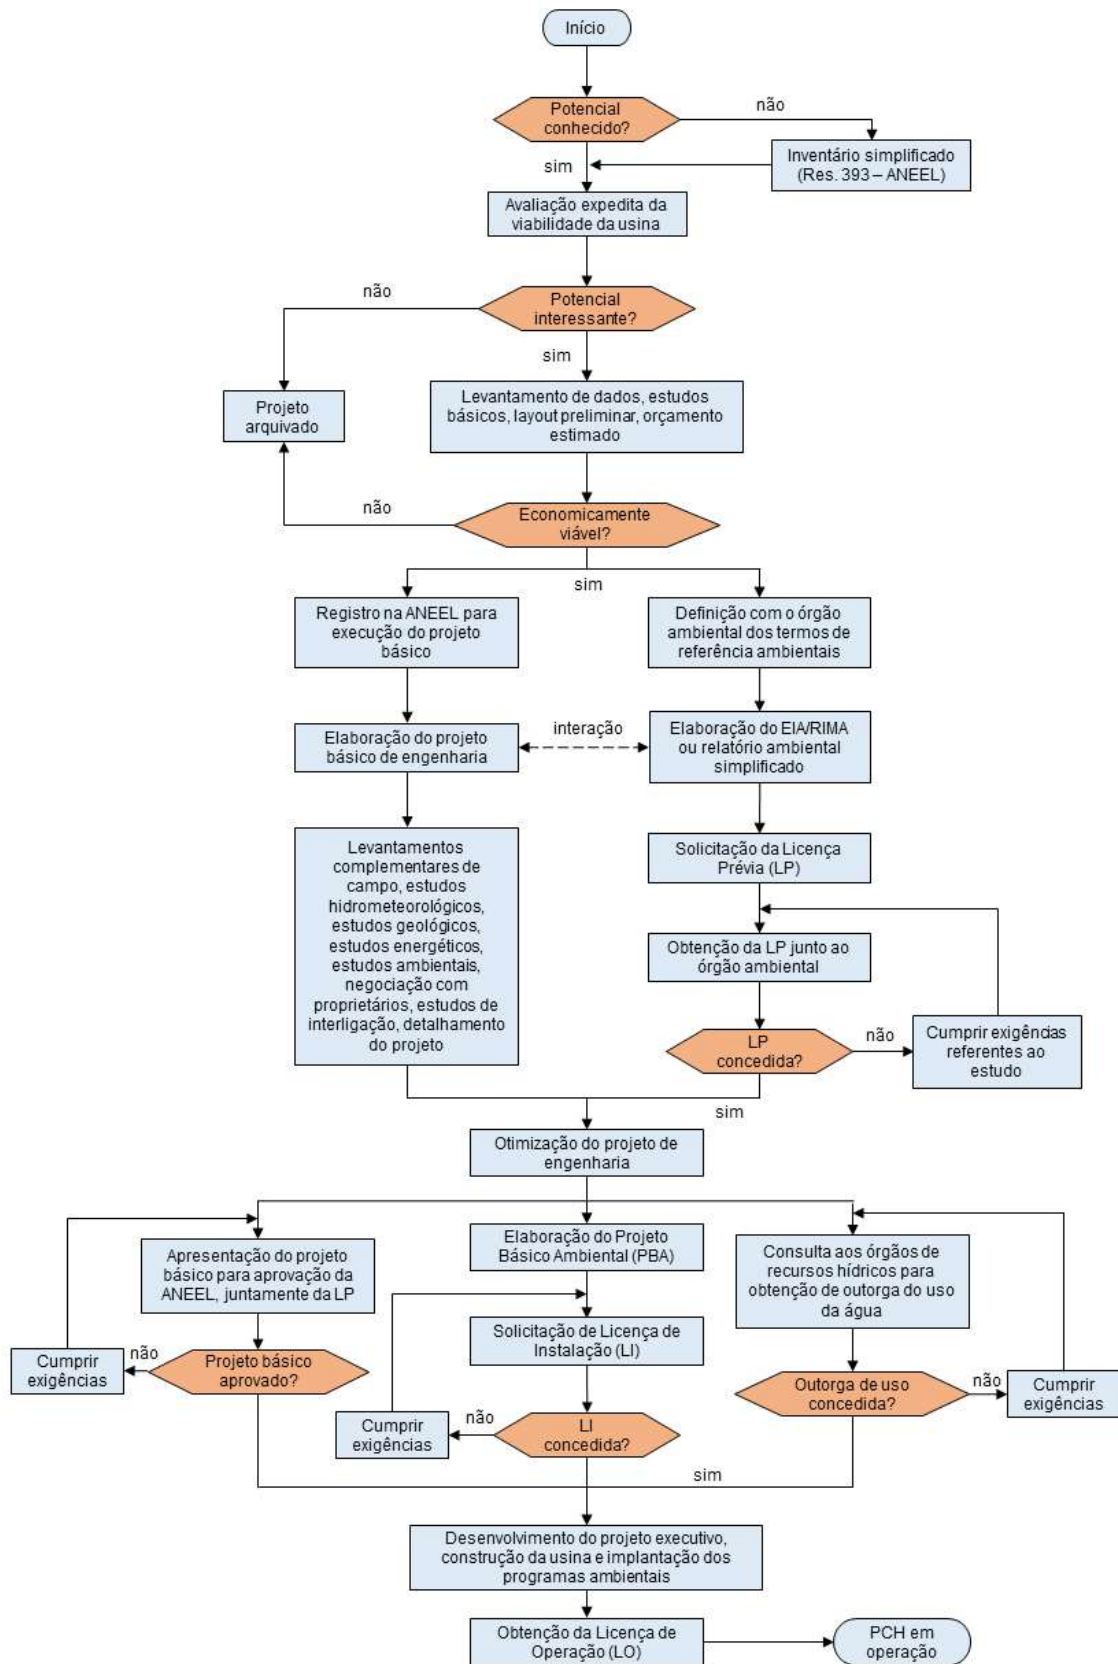 Início
Potencial
conhecido?
não
sim
Inventário simplificado
(Res. 393 – ANEEL)
Avaliação expedita da
viabilidade da usina
não
Potencial
interessante?
sim
Projeto
arquivado
Levantamento de dados, estudos
básicos, layout preliminar, orçamento
estimado
não
Economicamente
viável?
sim
Registro na ANEEL para
execução do projeto
básico
Definição com o órgão
ambiental dos termos de
referência ambientais
Elaboração do projeto
básico de engenharia
interação
Elaboração do EIA/RIMA
ou relatório ambiental
simplificado
Levantamentos
complementares de
campo, estudos
hidrometeorológicos,
estudos geológicos,
estudos energéticos,
estudos ambientais,
negociação com
proprietários, estudos de
interligação, detalhamento
do projeto
Solicitação da Licença
Prévia (LP)
Obtenção da LP junto ao
órgão ambiental
LP
concedida?
não
Cumprir exigências
referentes ao
estudo
sim
Otimização do projeto de
engenharia
Apresentação do projeto
básico para aprovação da
ANEEL, juntamente da LP
Elaboração do Projeto
Básico Ambiental (PBA)
Consulta aos órgãos de
recursos hídricos para
obtenção de outorga do uso
da água
Solicitação de Licença de
Instalação (LI)
Cumprir
exigências
não
Projeto básico
aprovado?
Cumprir
exigências
não
LI
concedida?
Outorga de uso
concedida?
não
Cumprir
exigências
sim
Desenvolvimento do projeto executivo,
construção da usina e implantação dos
programas ambientais
Obtenção da Licença de
Operação (LO)
PCH em
operação